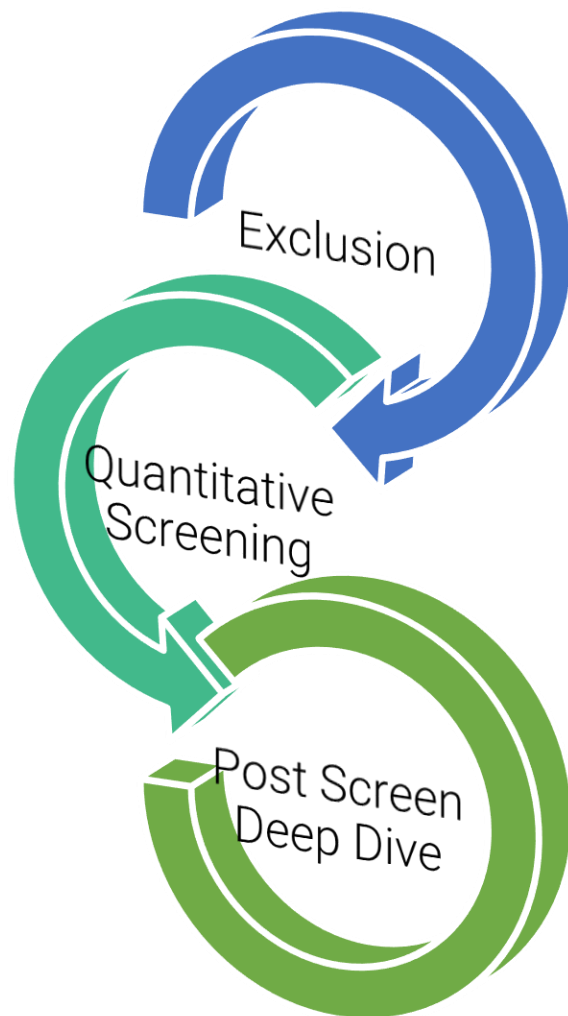 Exclusion
Quantitative
Screening
Post Screen
Deep Dive